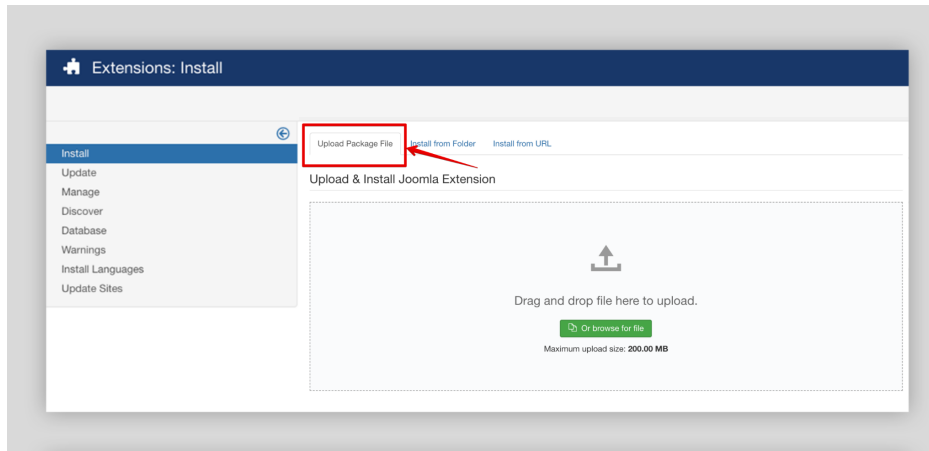 Extensions: Install
Install
Update
Manage
Discover
Database
Warnings
Install Languages
Update Sites
Upload Package File
Install from Folder
Install from URL
Upload & Install Joomla Extension
Drag and drop file here to upload.
Or browse for file
Maximum upload size: 200.00 MB